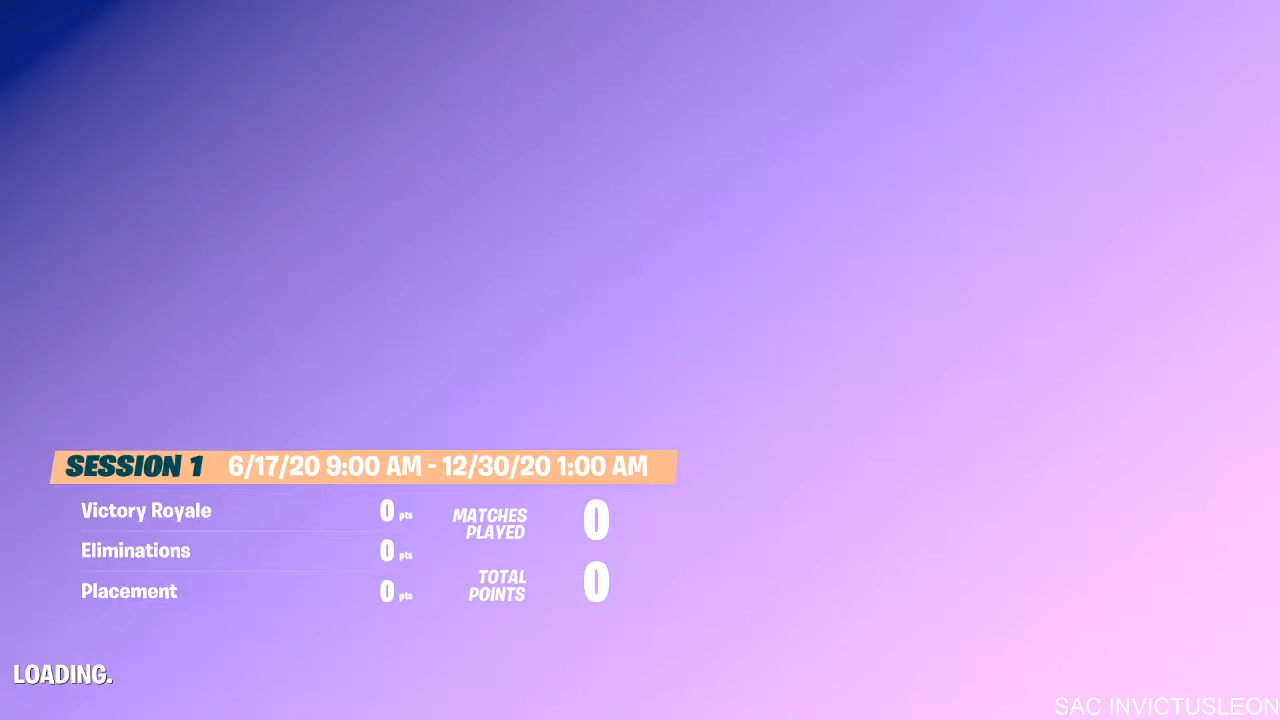 SESSION 1 6/17/20 9:00 AM - 12/30/20 1:00 AM
Victory Royale 0 pts
Eliminations 0 pts
Placement 0 pts
MATCHES
PLAYED 0
TOTAL
POINTS 0
LOADING.
SAC INVICTUSLEON